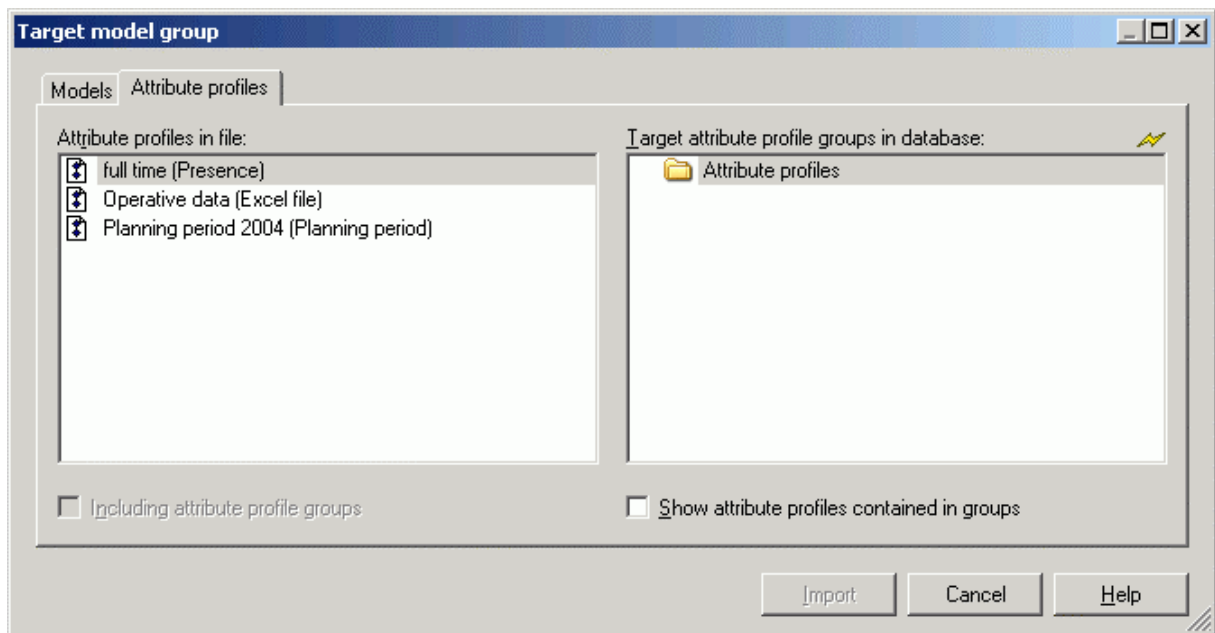 Target model group
Models
Attribute profiles
Attribute profiles in file:
full time (Presence)
Operative data (Excel file)
Planning period 2004 (Planning period)
Including attribute profile groups
Target attribute profile groups in database:
Attribute profiles
Show attribute profiles contained in groups
Import
Cancel
Help